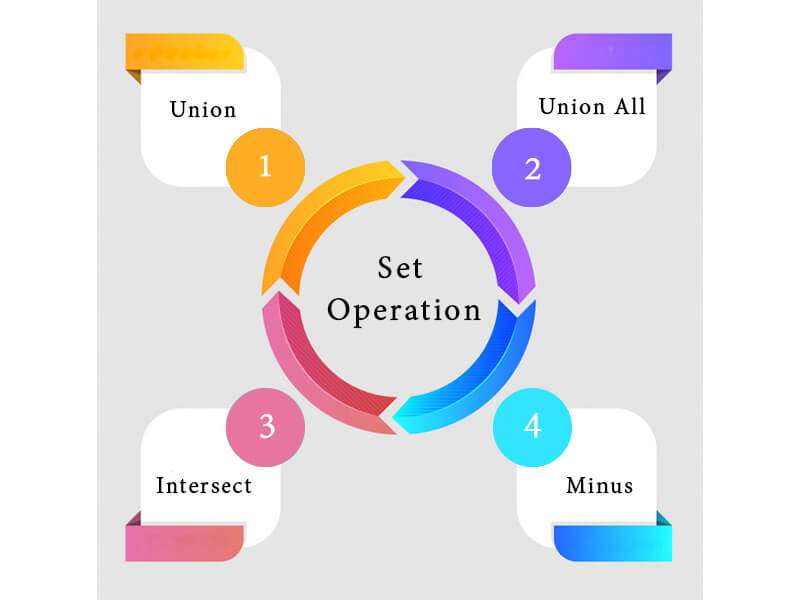 Union
1
Union All
2
Set
Operation
3
Intersect
4
Minus